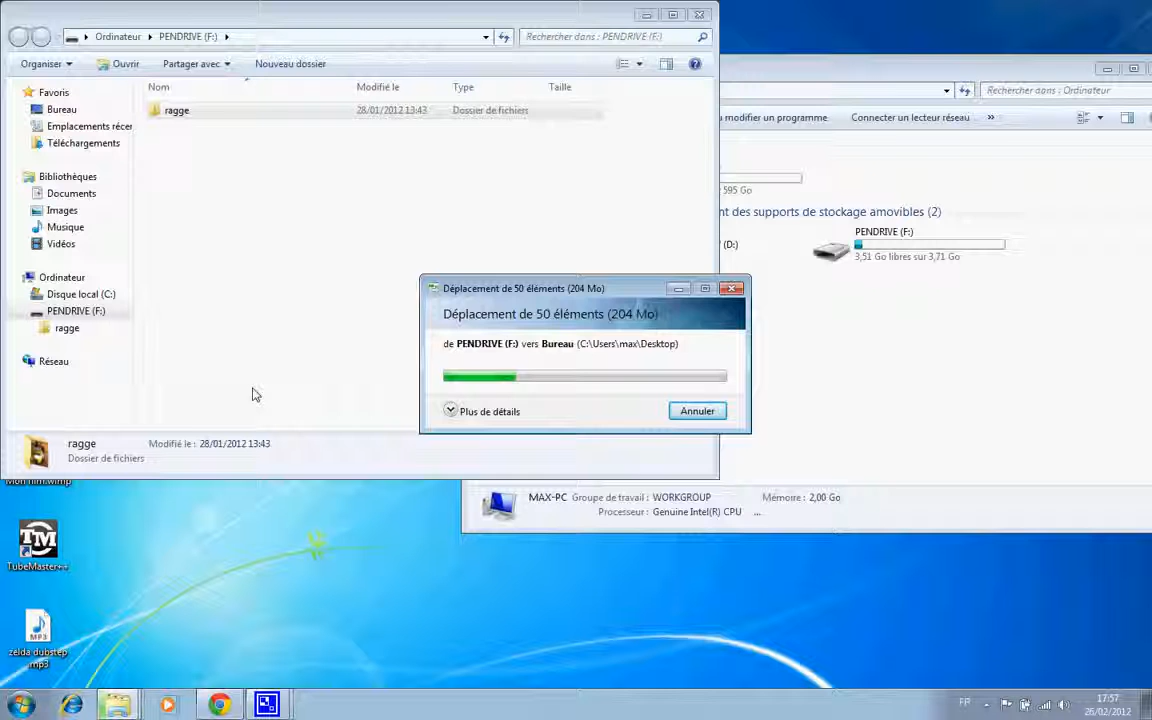 Ordinateur PENDRIVE (F:)
Rechercher dans : PENDRIVE (F:)
Organiser Ouvrir Partager avec Nouveau dossier
Nom Modifié le Type Taille
ragge 28/01/2012 13:43 Dossier de fichiers
Favoris
Bureau
Emplacements récer
Téléchargements
Bibliothèques
Documents
Images
Musique
Vidéos
Ordinateur
Disque local (C:)
PENDRIVE (F:)
ragge
Réseau
ragge Modifié le : 28/01/2012 13:43
Dossier de fichiers
Rechercher dans : Ordinateur
modifier un programme Connecter un lecteur réseau »
595 Go
nt des supports de stockage amovibles (2)
(D:)
PENDRIVE (F:)
3,51 Go libres sur 3,71 Go
Déplacement de 50 éléments (204 Mo)
Déplacement de 50 éléments (204 Mo)
de PENDRIVE (F:) vers Bureau (C:\Users\max\Desktop)
Plus de détails Annuler
MAX-PC Groupe de travail : WORKGROUP Mémoire : 2,00 Go
Processeur : Genuine Intel(R) CPU ...
Mon film.wlmp
TM
TubeMaster++
MP3
zelda dubstep
mp3
FR
17:57
26/02/2012